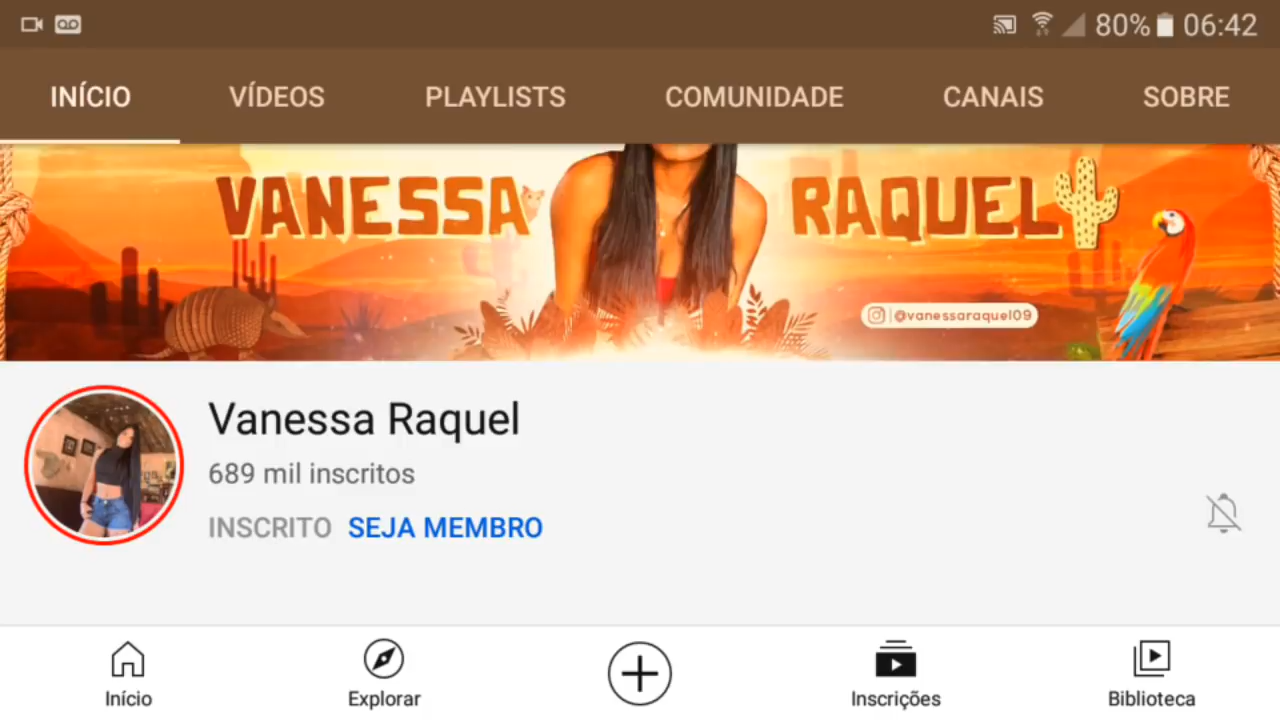 80% 06:42
INÍCIO VÍDEOS PLAYLISTS COMUNIDADE CANAIS SOBRE
VANESSA RAQUEL
@vanessaraquel09
Vanessa Raquel
689 mil inscritos
INSCRITO SEJA MEMBRO
Início Explorar Inscrições Biblioteca